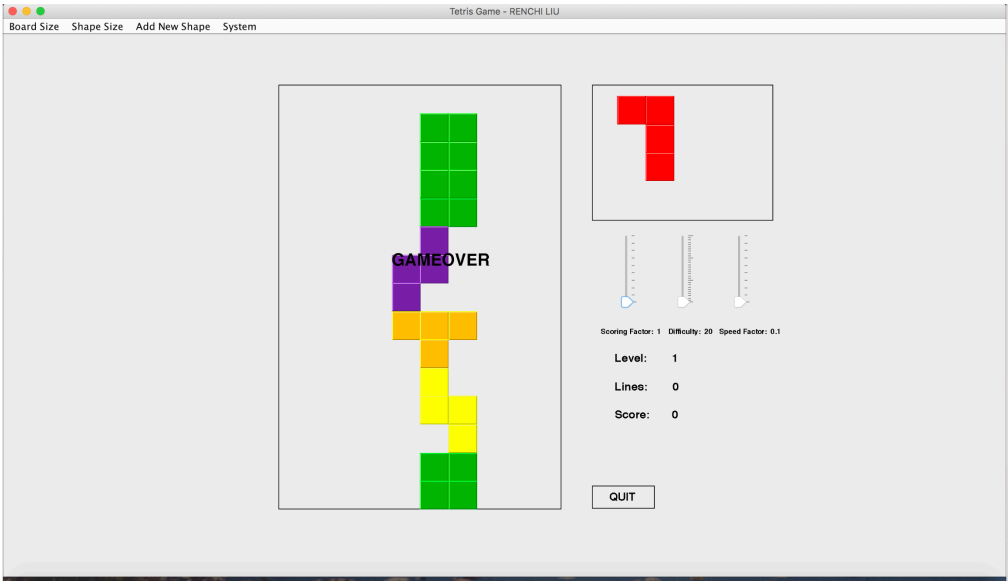 Tetris Game - RENCHI LIU
Board Size Shape Size Add New Shape System
GAMEOVER
Scoring Factor: 1 Difficulty: 20 Speed Factor: 0.1
Level: 1
Lines: 0
Score: 0
QUIT